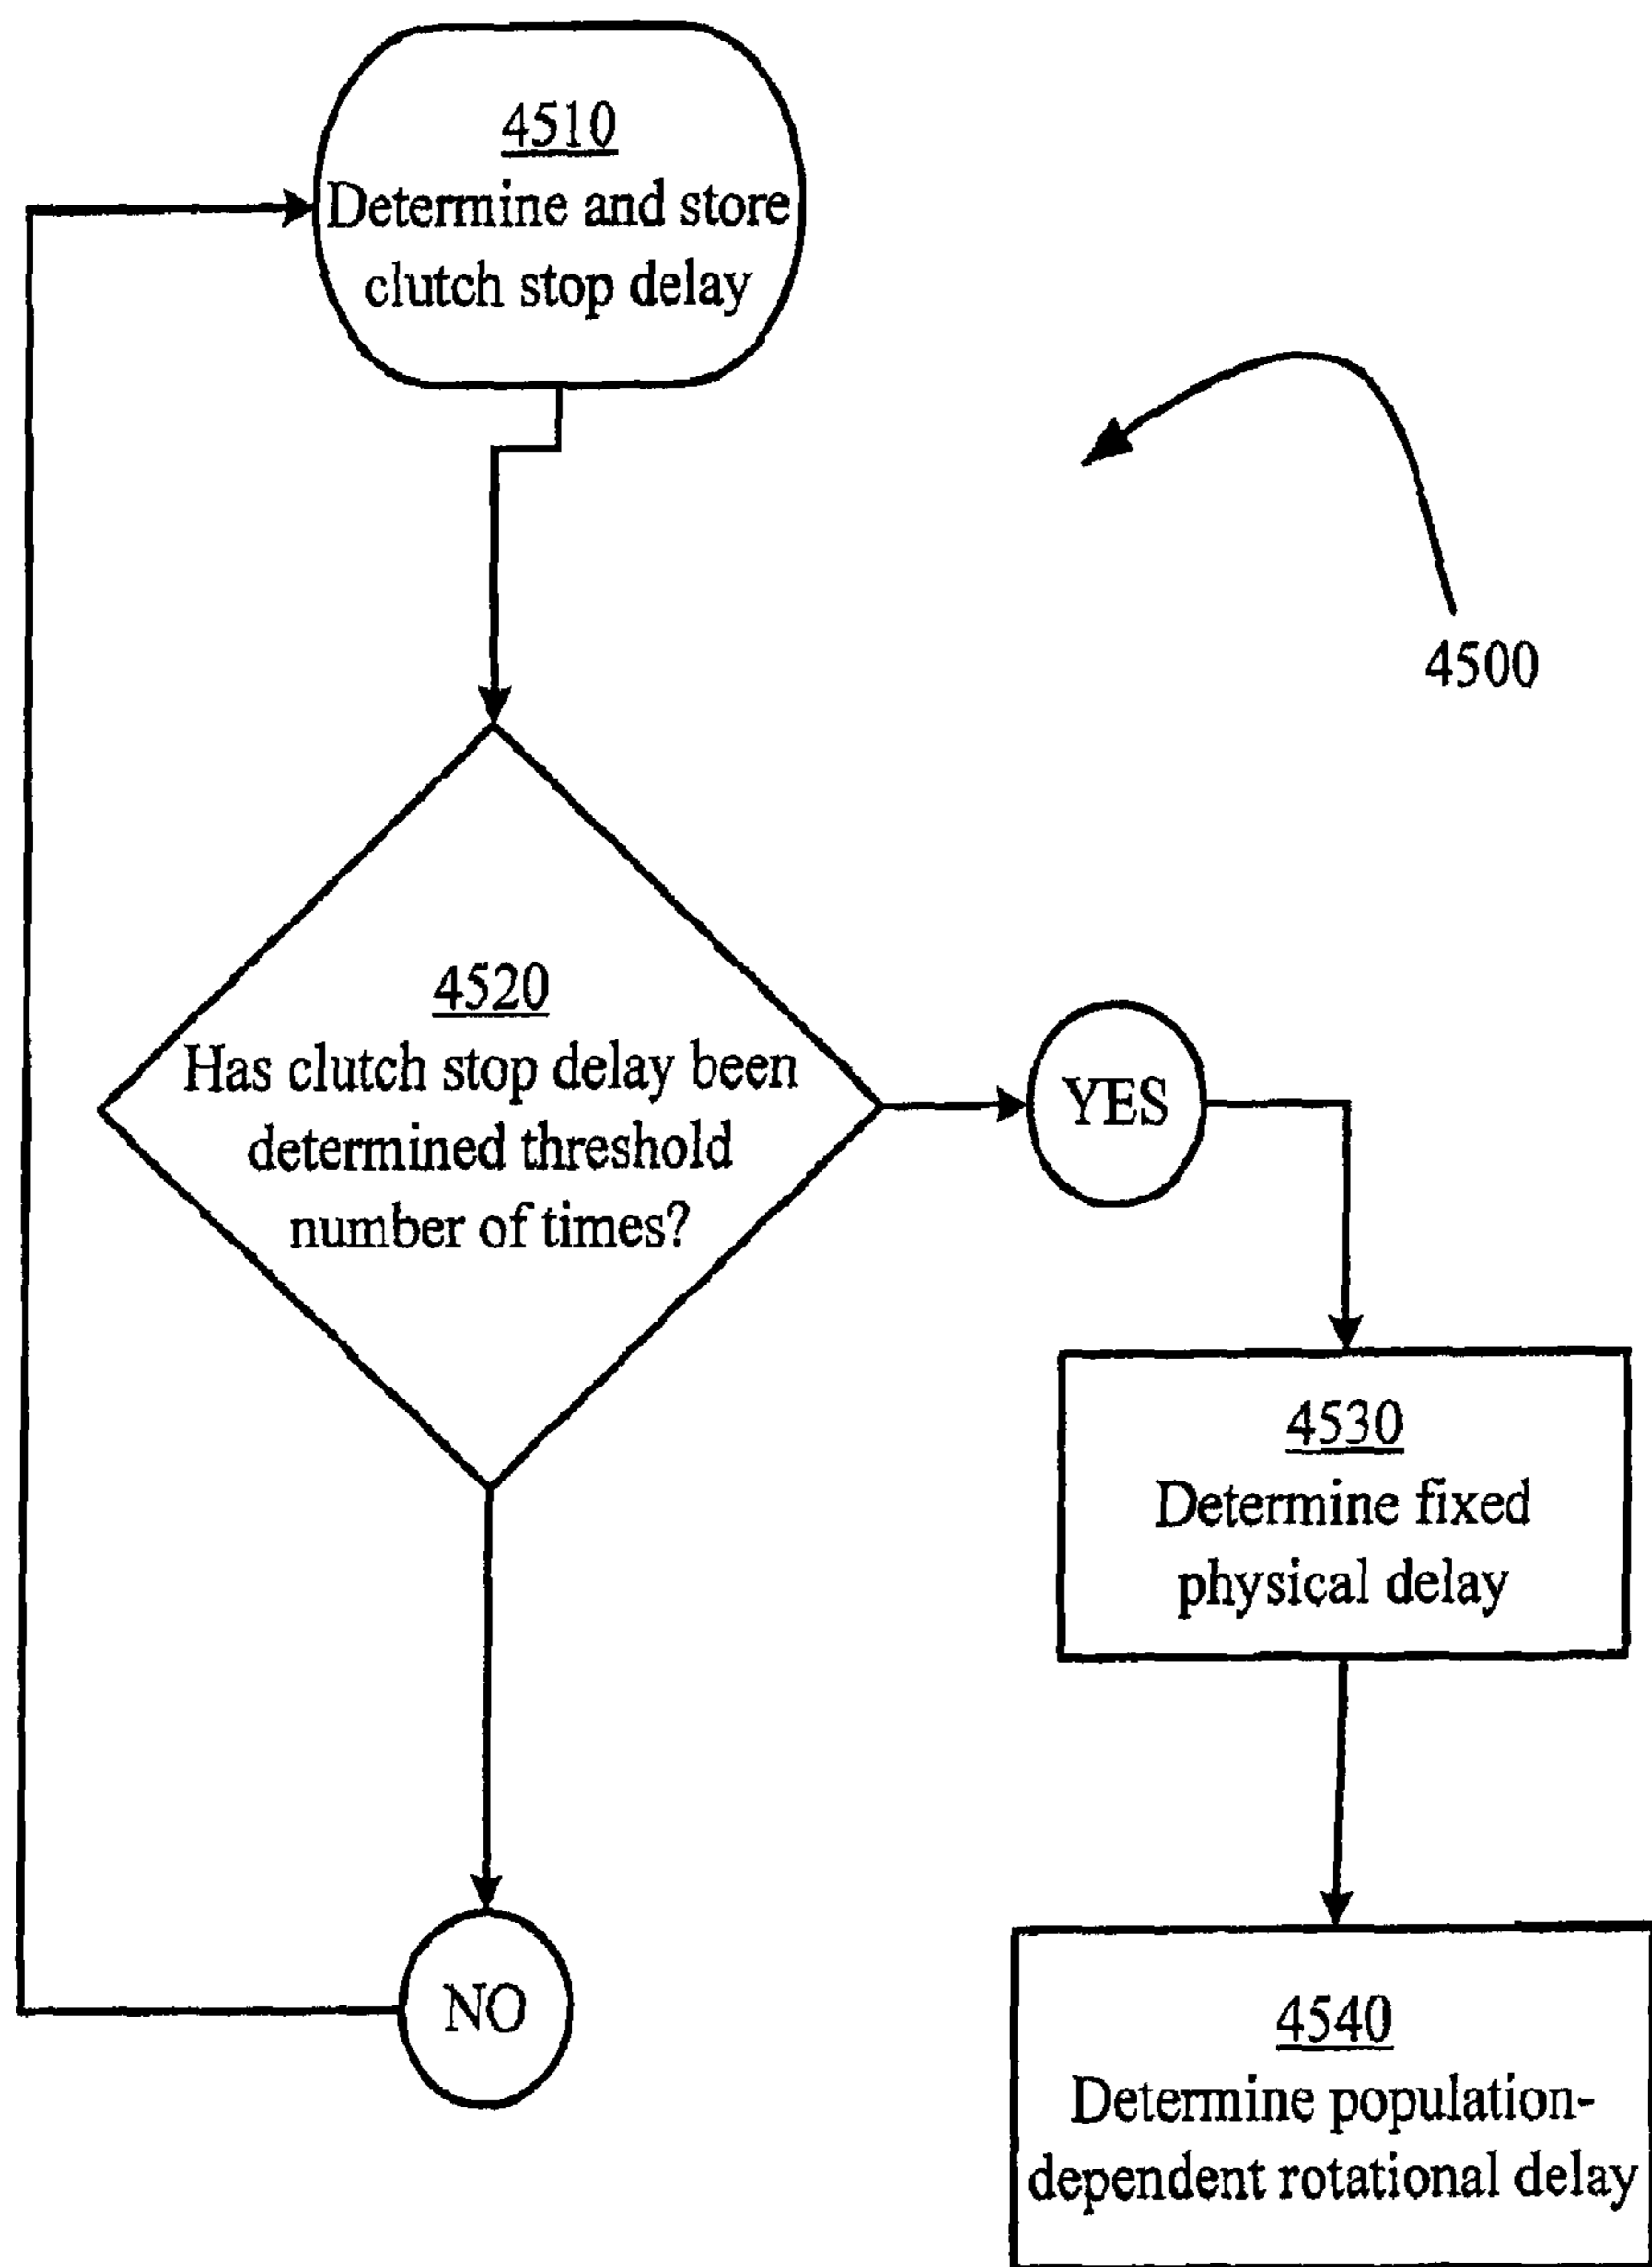 4510
Determine and store
clutch stop delay
4500
4520
Has clutch stop delay been
determined threshold
number of times?
YES
4530
Determine fixed
physical delay
NO
4540
Determine population-
dependent rotational delay